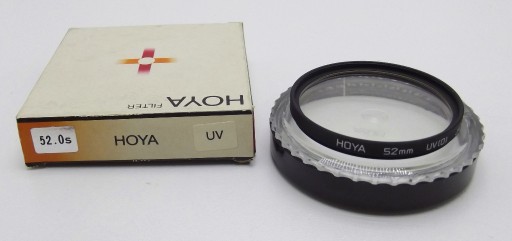 HOYA
FILTER
52.0s
HOYA
UV
HOYA 52mm UV(0)